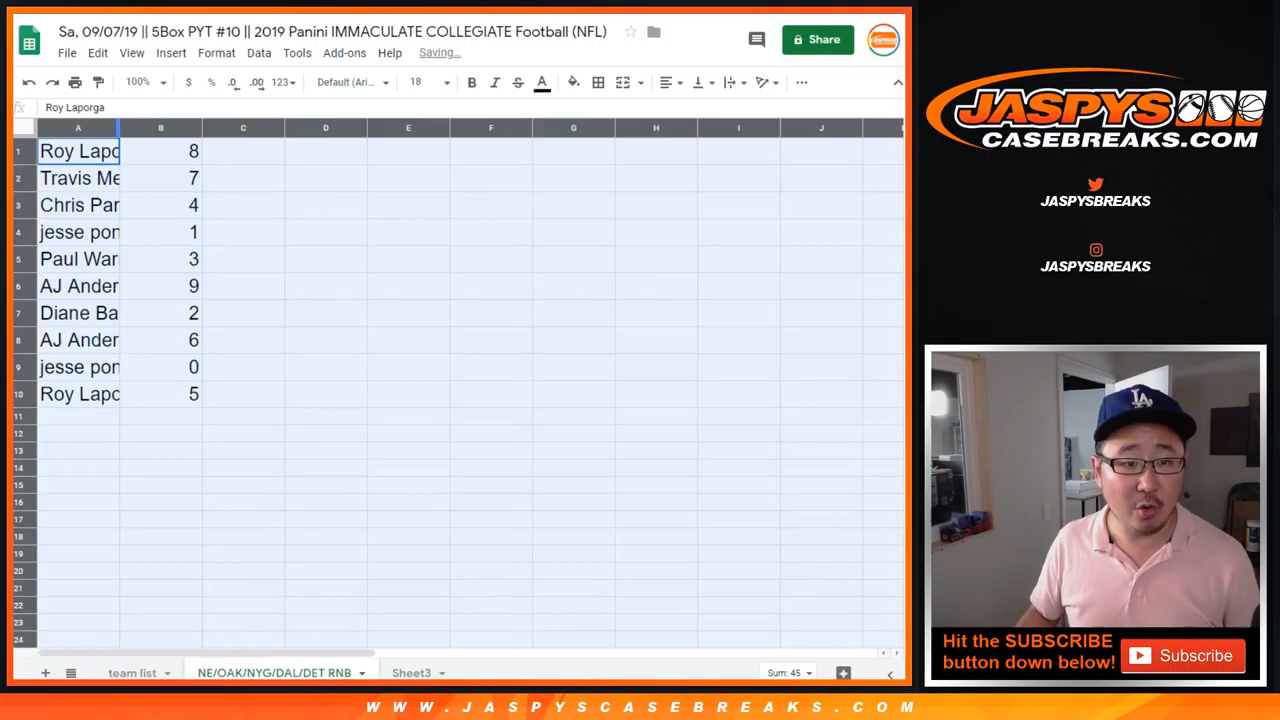 Sa, 09/07/19 || 5Box PYT #10 || 2019 Panini IMMACULATE COLLEGIATE Football (NFL)
File Edit View Insert Format Data Tools Add-ons Help Saving...
Share
100% $ % .0 .00 123 Default (Ari... 18 B I S A
fx Roy Laporga
A B C D E F G H I J
1 Roy Lapo 8
2 Travis Me 7
3 Chris Par 4
4 jesse pon 1
5 Paul War 3
6 AJ Ander 9
7 Diane Ba 2
8 AJ Ander 6
9 jesse pon 0
10 Roy Lapo 5
11
12
13
14
15
16
17
18
19
20
21
22
23
24
team list NE/OAK/NYG/DAL/DET RNB Sheet3 Sum: 45
JASPYS
CASEBREAKS.COM
JASPYSBREAKS
JASPYSBREAKS
LA
Hit the SUBSCRIBE
button down below!
Subscribe
WWW.JASPYSCASEBREAKS.COM